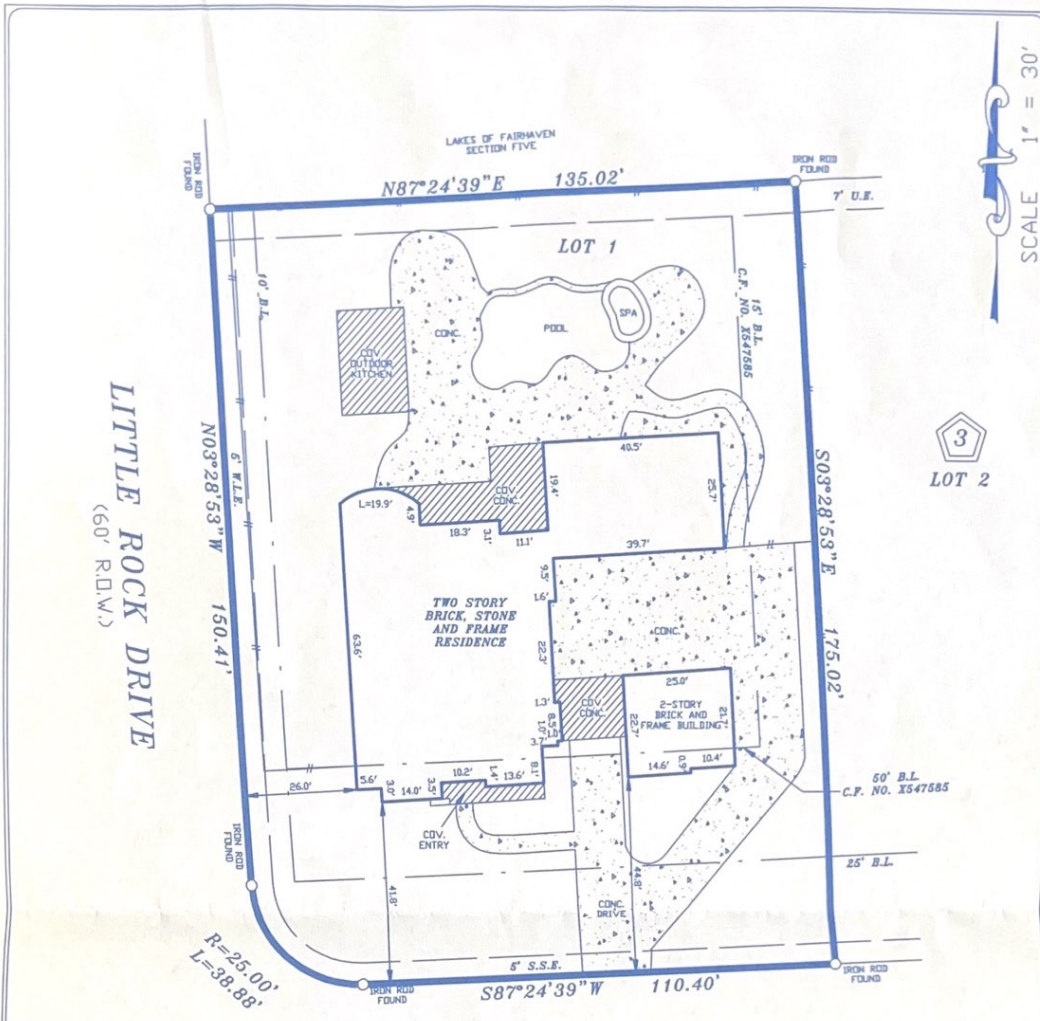 SCALE 1" = 30'
LAKES OF FAIRHAVEN
SECTION FIVE
IRON ROD
FOUND
N87°24'39"E 135.02'
IRON ROD
FOUND
7' U.E.
LOT 1
10' B.L.
15' B.L.
C.F. NO. X547585
CONC.
POOL
SPA
COV.
OUTDOOR
KITCHEN
3
LOT 2
LITTLE ROCK DRIVE
(60' R.O.W.)
N03°28'53"W 150.41'
5' W.L.E.
S03°28'53"E 175.02'
40.5'
25.7'
19.4'
COV.
CONC.
L=19.9'
4.9'
18.3'
3.1'
11.1'
39.7'
9.5'
1.6'
22.3'
63.6'
TWO STORY
BRICK, STONE
AND FRAME
RESIDENCE
CONC.
1.3'
8.5'
1.0'
1.0'
3.7'
8.1'
COV.
CONC.
25.0'
2-STORY
BRICK AND
FRAME BUILDING
22.7'
21.7'
14.6'
0.9'
10.4'
5.6'
3.0'
14.0'
3.5'
10.2'
1.4'
13.6'
26.0'
COV.
ENTRY
50' B.L.
C.F. NO. X547585
25' B.L.
41.8'
44.8'
CONC.
DRIVE
IRON ROD
FOUND
R=25.00'
L=38.88'
5' S.S.E.
IRON ROD
FOUND
S87°24'39"W 110.40'
IRON ROD
FOUND